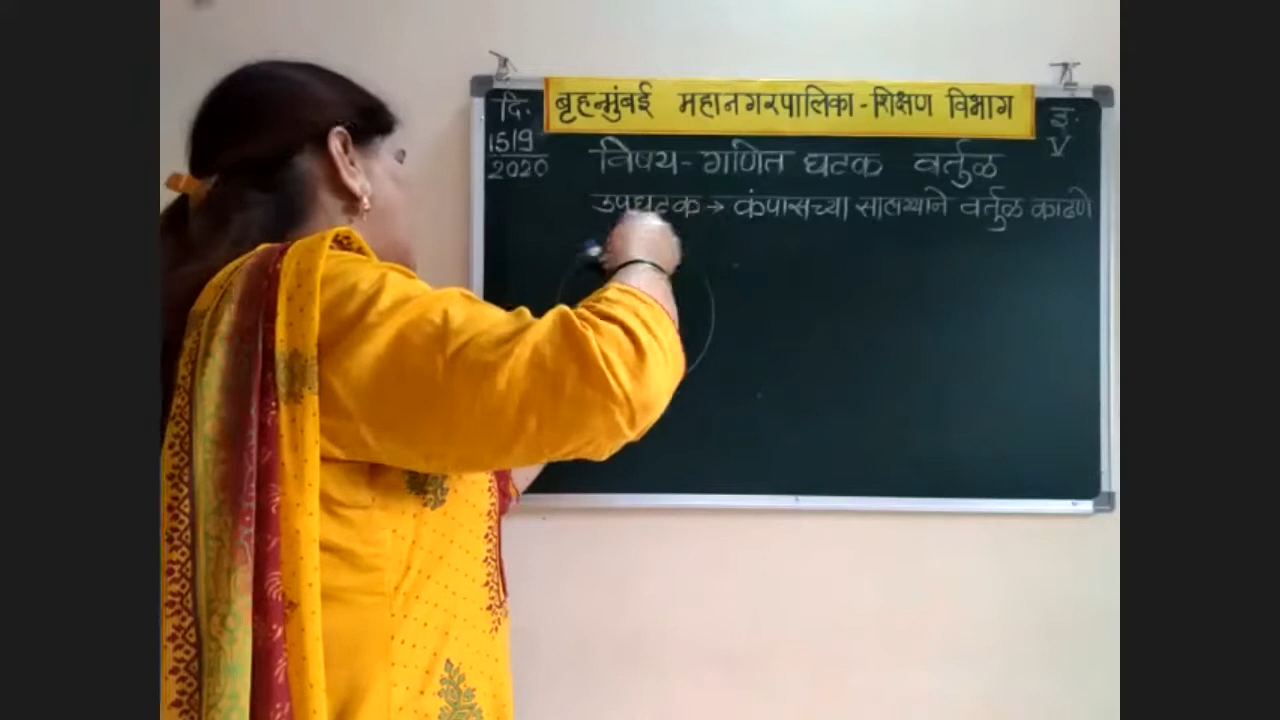 बृहन्मुंबई महानगरपालिका-शिक्षण विभाग
दि. 15/9/2020
इ. V
विषय- गणित घटक वर्तुळ
उपघटक → कंपासच्या साहाय्याने वर्तुळ काढणे